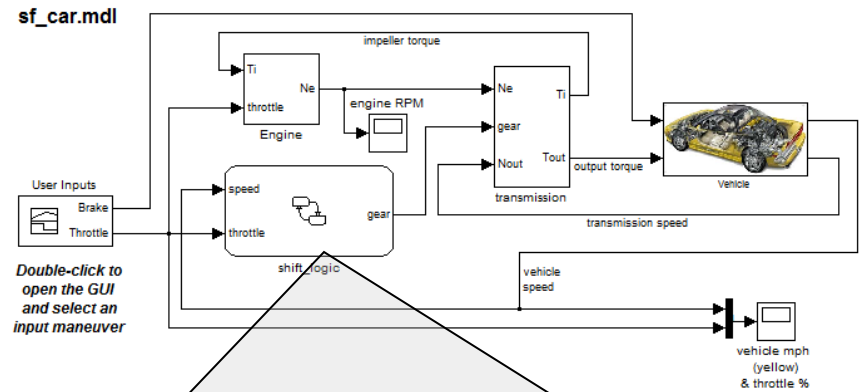 sf_car.mdl
impeller torque
Ti
Ne
throttle
Engine
engine RPM
Ne
Ti
gear
Nout
Tout
transmission
output torque
Vehicle
transmission speed
User Inputs
Brake
Throttle
speed
gear
throttle
shift_logic
Double-click to
open the GUI
and select an
input maneuver
vehicle
speed
vehicle mph
(yellow)
& throttle %